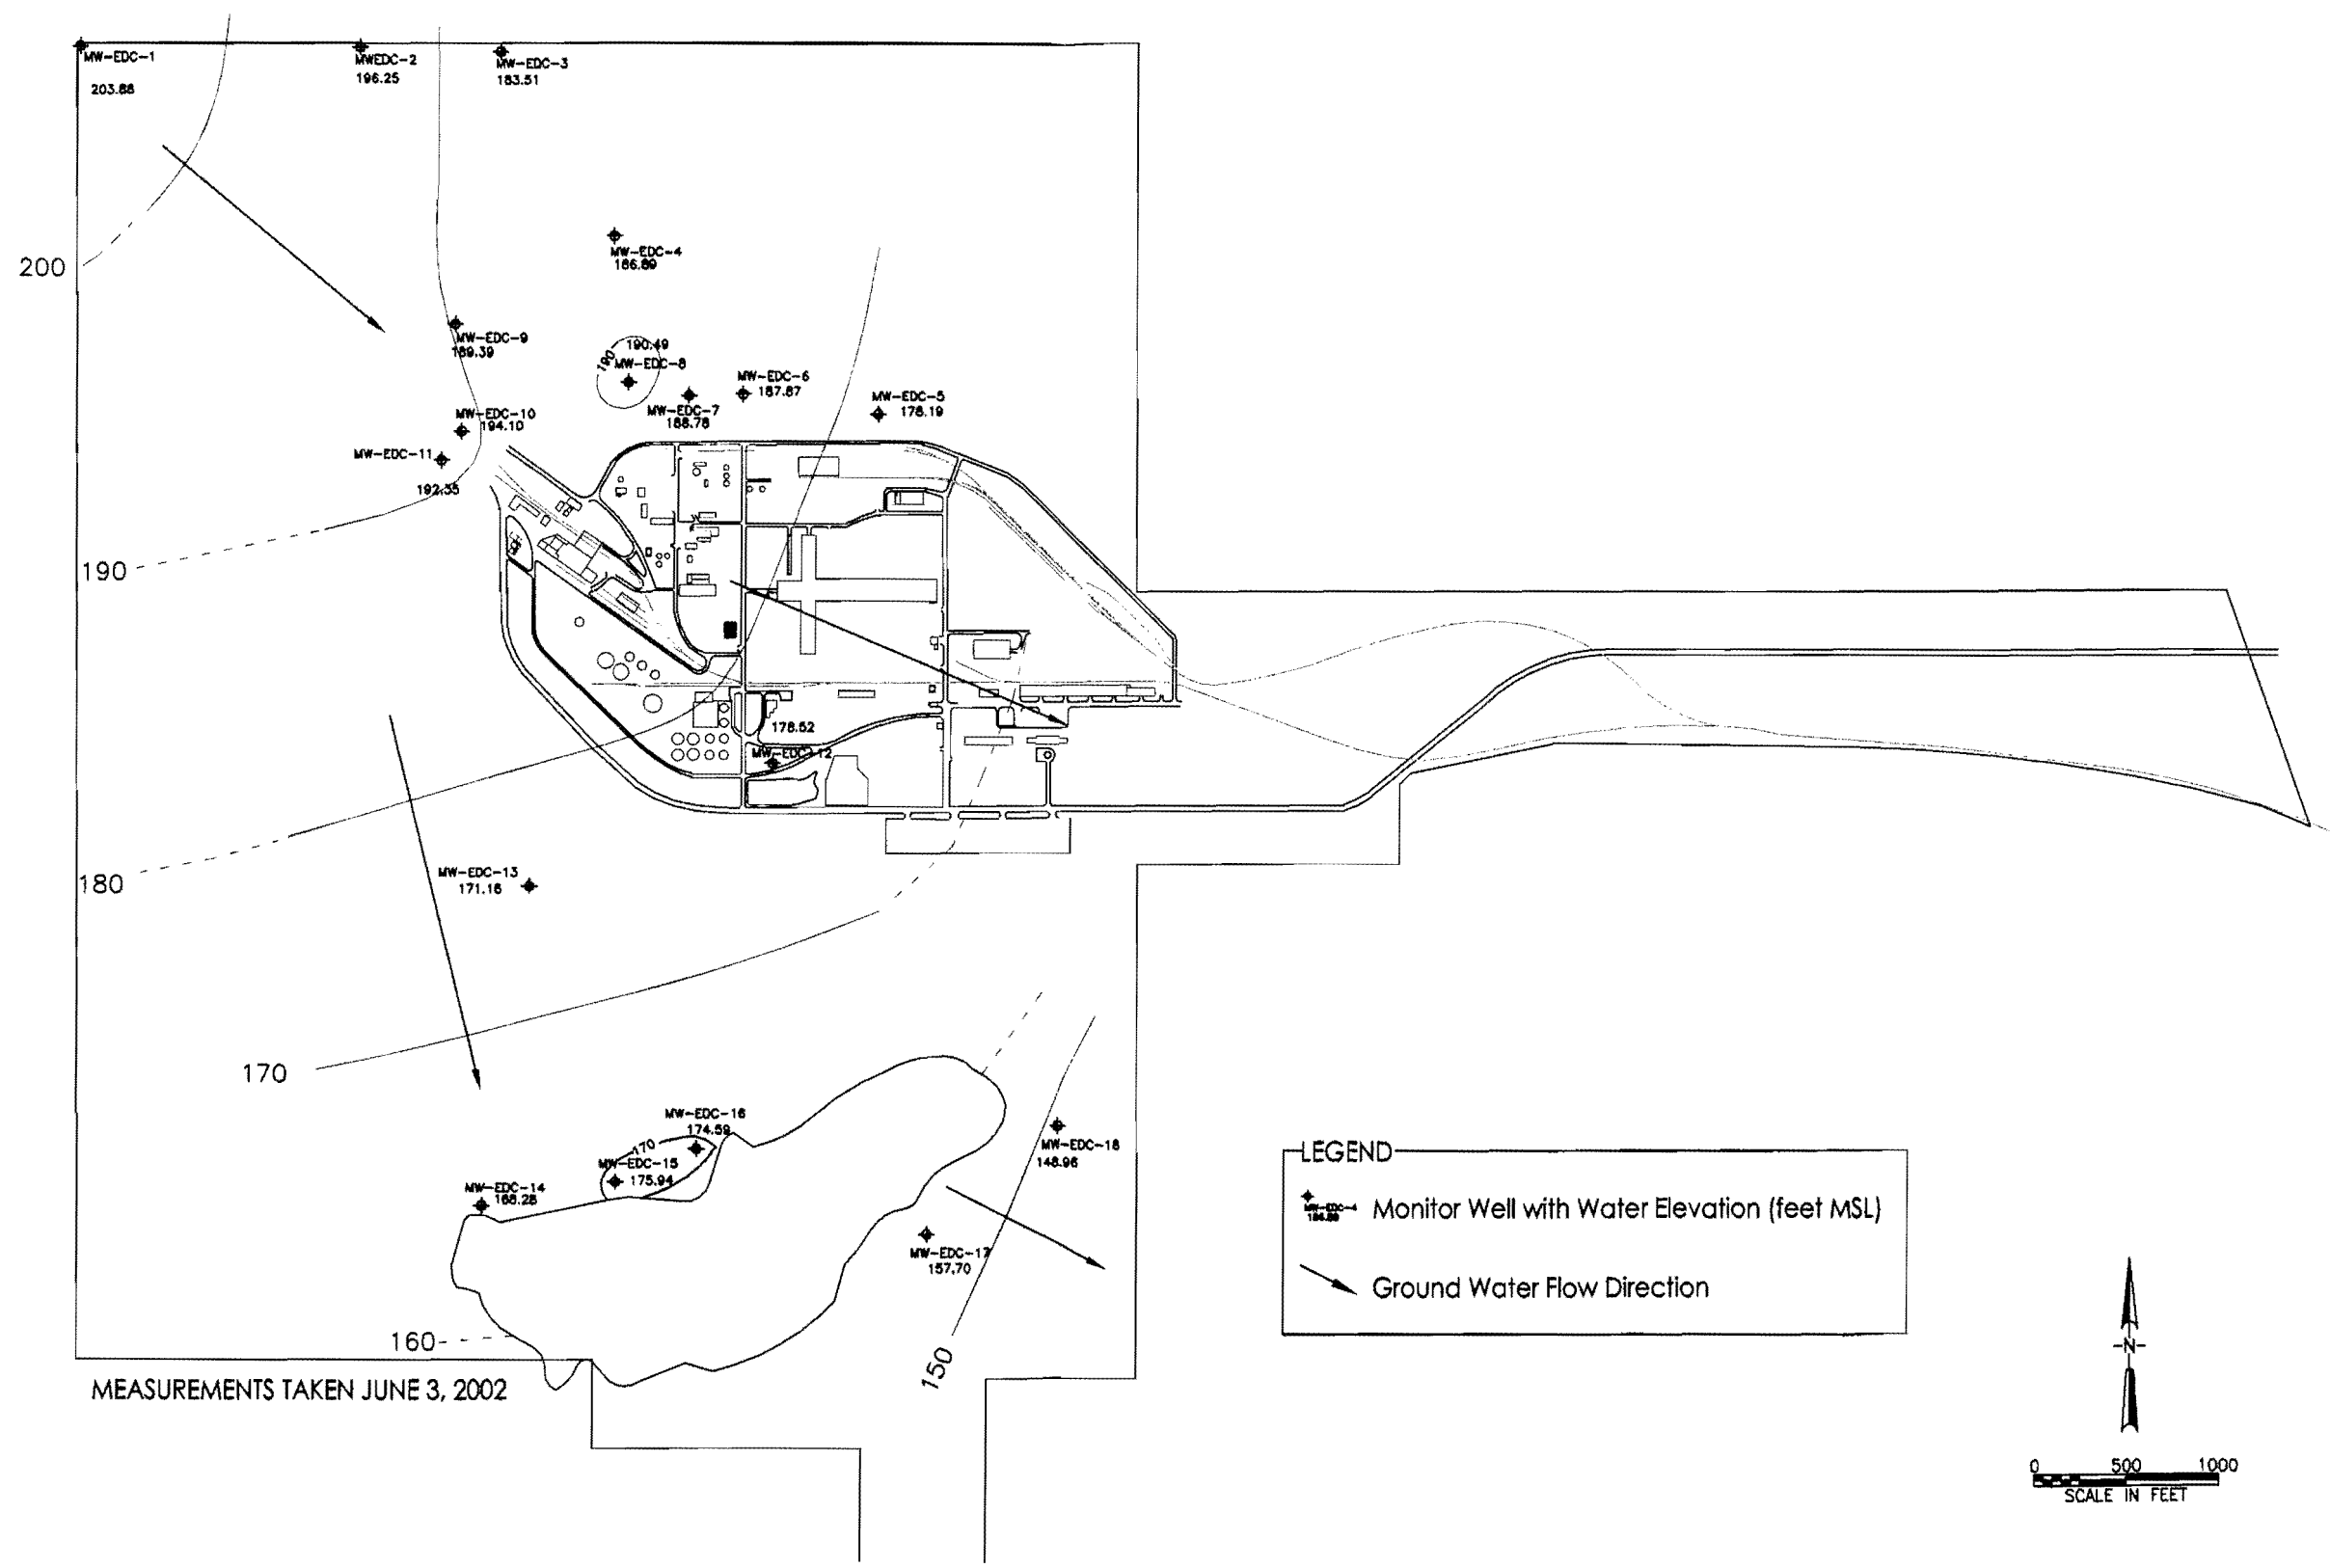 MW-EDC-1
203.88
MWEDC-2
196.25
MW-EDC-3
183.51
MW-EDC-4
186.89
200
MW-EDC-9
189.39
190.49
190
MW-EDC-8
MW-EDC-6
187.87
MW-EDC-7
188.78
MW-EDC-5
178.19
MW-EDC-10
194.10
MW-EDC-11
192.35
190
178.52
MW-EDC-12
180
MW-EDC-13
171.16
170
MW-EDC-16
174.59
170
MW-EDC-15
175.94
MW-EDC-14
168.28
MW-EDC-18
148.96
MW-EDC-17
157.70
160
150
MEASUREMENTS TAKEN JUNE 3, 2002
LEGEND
MW-EDC-4
186.89
Monitor Well with Water Elevation (feet MSL)
Ground Water Flow Direction
-N-
0 500 1000
SCALE IN FEET